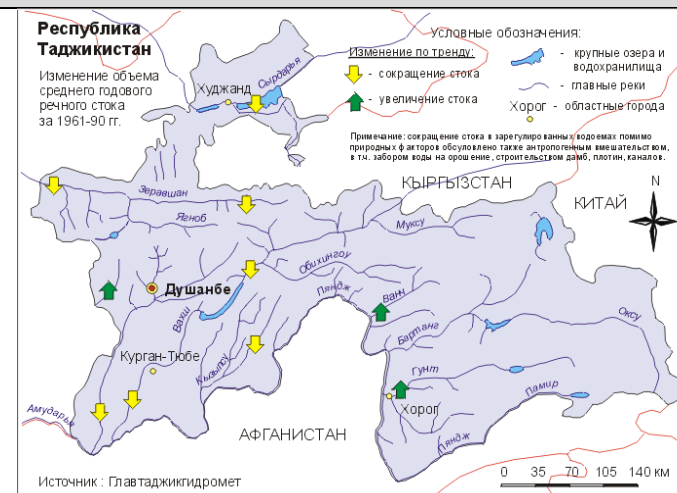 Республика
Таджикистан
Изменение объема
среднего годового
речного стока
за 1961-90 гг.
Условные обозначения:
Изменение по тренду:
- сокращение стока
- увеличение стока
- крупные озера и
водохранилища
- главные реки
Хорог - областные города
Примечание: сокращение стока в зарегулированных водоемах помимо
природных факторов обусловлено также антропогенным вмешательством,
в т.ч. забором воды на орошение, строительством дамб, плотин, каналов.
Худжанд
Сырдарья
КЫРГЫЗСТАН
КИТАЙ
N
Зеравшан
Ягноб
Муксу
Обихингоу
Душанбе
Вахш
Пяндж
Ванч
Бартанг
Оксу
Курган-Тюбе
Кызылсу
Гунт
Хорог
Памир
Пяндж
Амударья
АФГАНИСТАН
Источник : Главтаджикгидромет
0 35 70 105 140 км